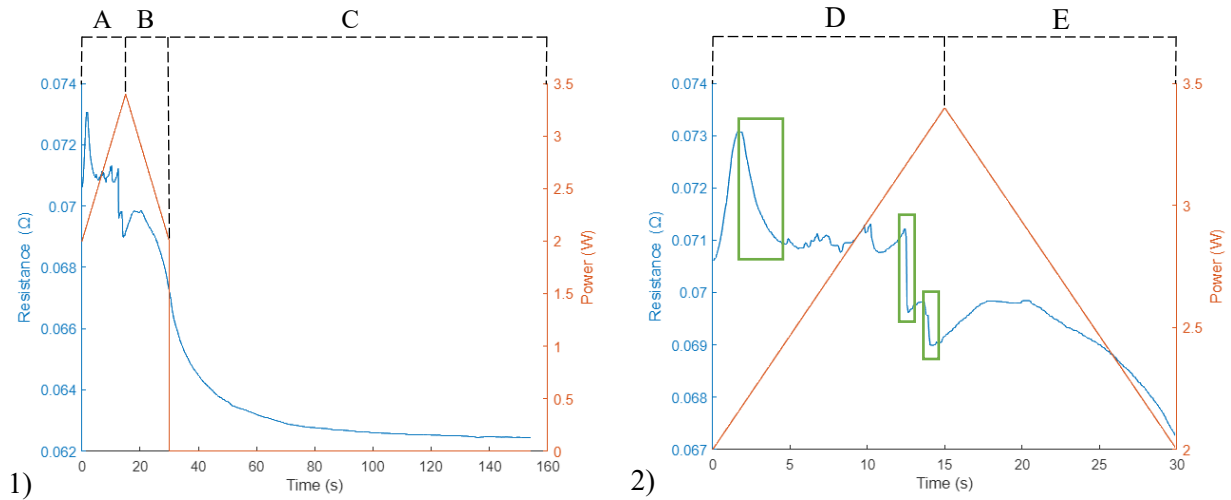 A B C
0.074
0.072
0.07
0.068
0.066
0.064
0.062
Resistance (Ω)
3.5
3
2.5
2
1.5
1
0.5
0
Power (W)
0 20 40 60 80 100 120 140 160
Time (s)
1)
D E
0.074
0.073
0.072
0.071
0.07
0.069
0.068
0.067
Resistance (Ω)
3.5
3
2.5
2
Power (W)
0 5 10 15 20 25 30
Time (s)
2)